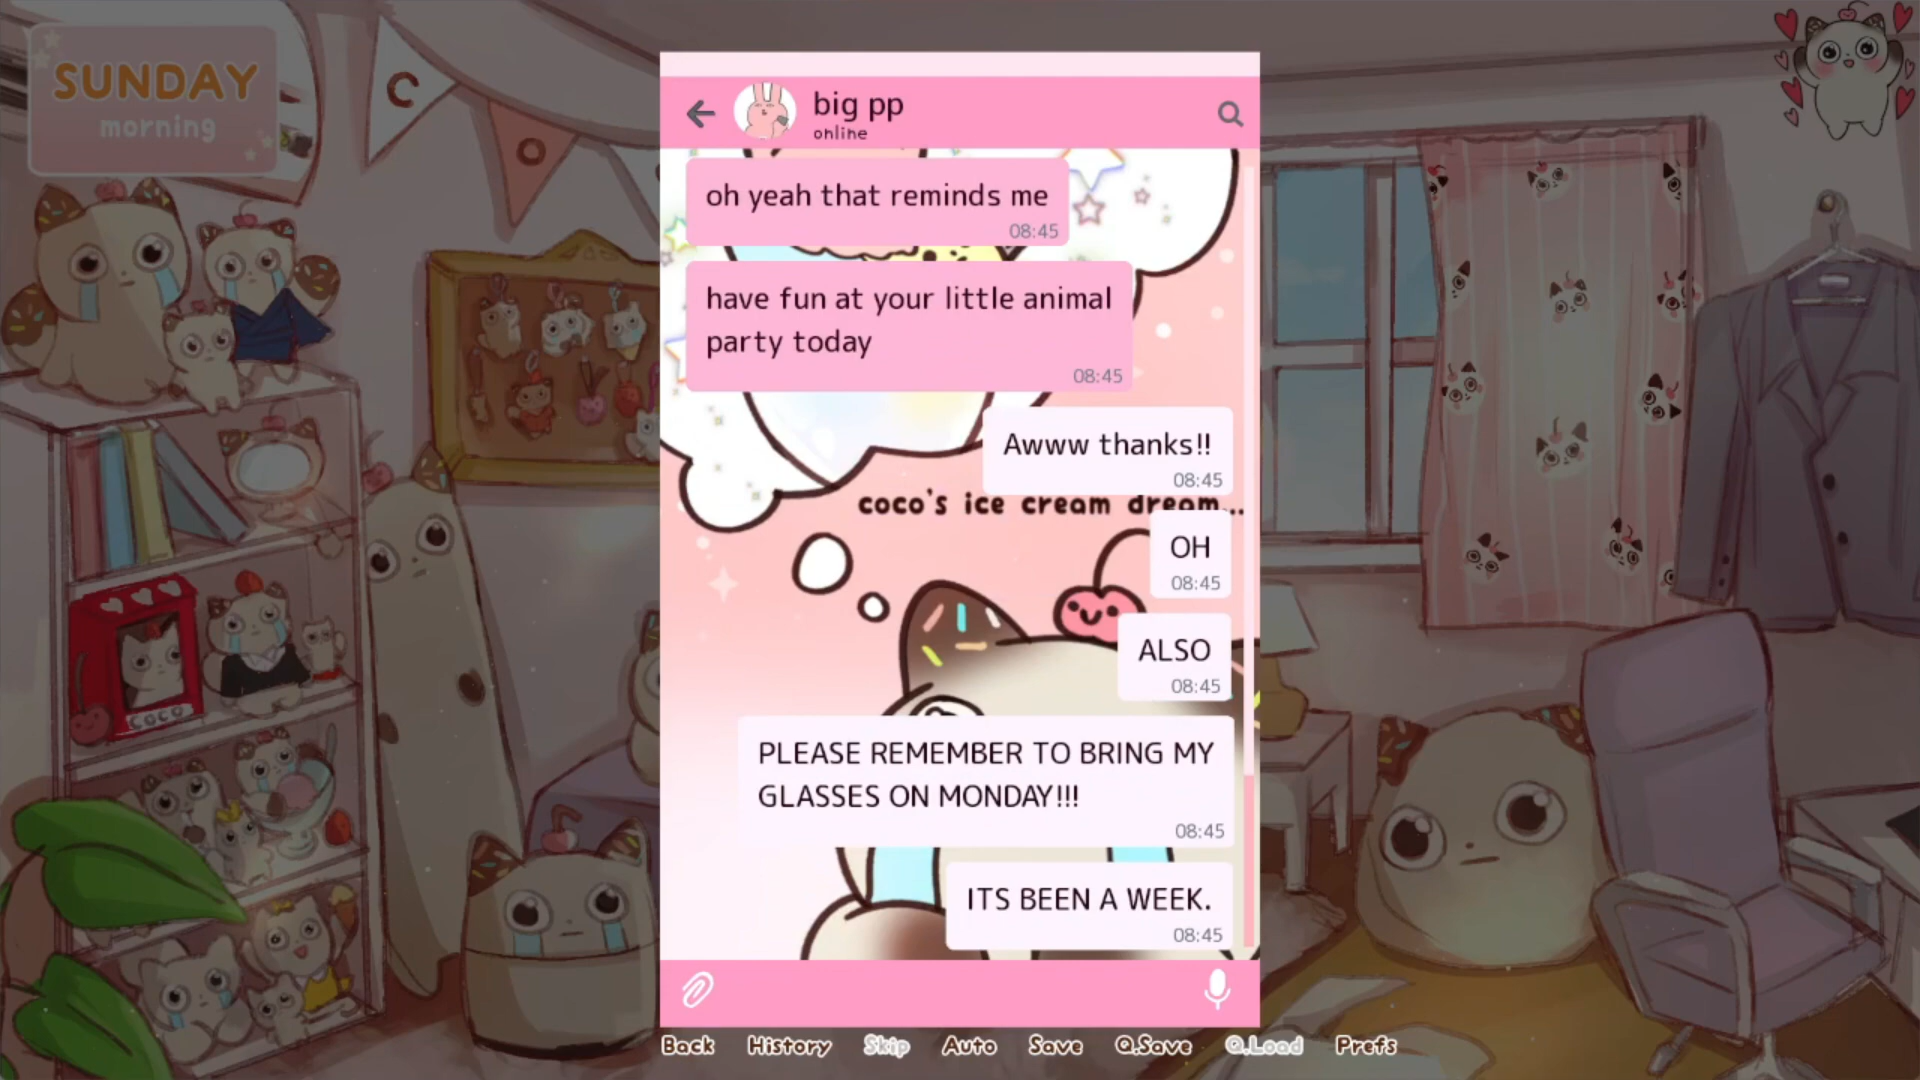 SUNDAY
morning
C
O
big pp
online
oh yeah that reminds me
08:45
have fun at your little animal
party today
08:45
Awww thanks!!
08:45
coco's ice cream dream...
OH
08:45
ALSO
08:45
PLEASE REMEMBER TO BRING MY
GLASSES ON MONDAY!!!
08:45
ITS BEEN A WEEK.
08:45
COCO
Back History Skip Auto Save Q.Save Q.Load Prefs